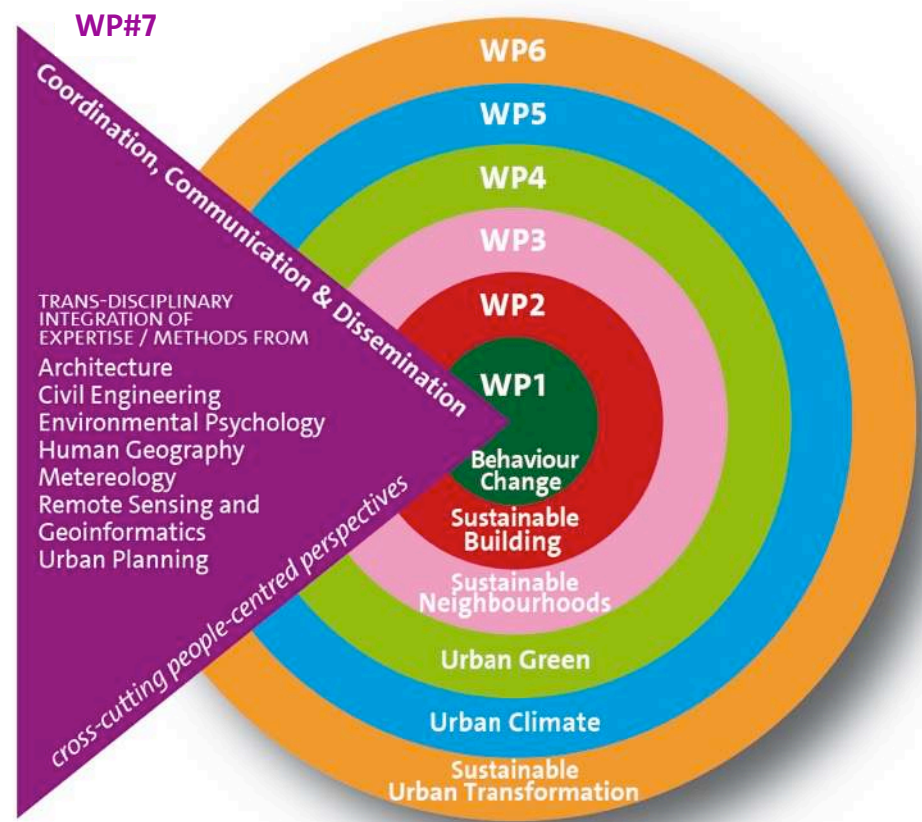 WP#7
Coordination, Communication & Dissemination
TRANS-DISCIPLINARY
INTEGRATION OF
EXPERTISE / METHODS FROM
Architecture
Civil Engineering
Environmental Psychology
Human Geography
Metereology
Remote Sensing and
Geoinformatics
Urban Planning
cross-cutting people-centred perspectives
WP6
WP5
WP4
WP3
WP2
WP1
Behaviour
Change
Sustainable
Building
Sustainable
Neighbourhoods
Urban Green
Urban Climate
Sustainable
Urban Transformation